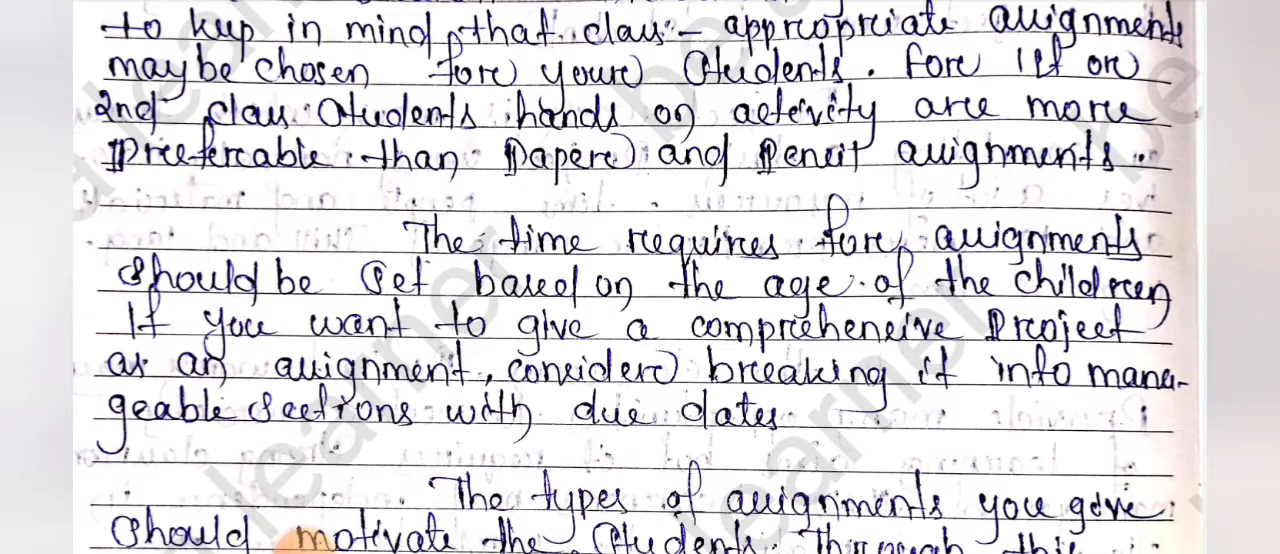 to keep in mind that class - appropriate assignments
may be chosen for your students. for 1st or
2nd class students hands on activity are more
preferable than paper and pencil assignments.
The time requires for assignments
should be set based on the age of the children
If you want to give a comprehensive project
as an assignment, consider breaking it into mana-
geable sections with due dates
The types of assignments you give
should motivate the students. Through this